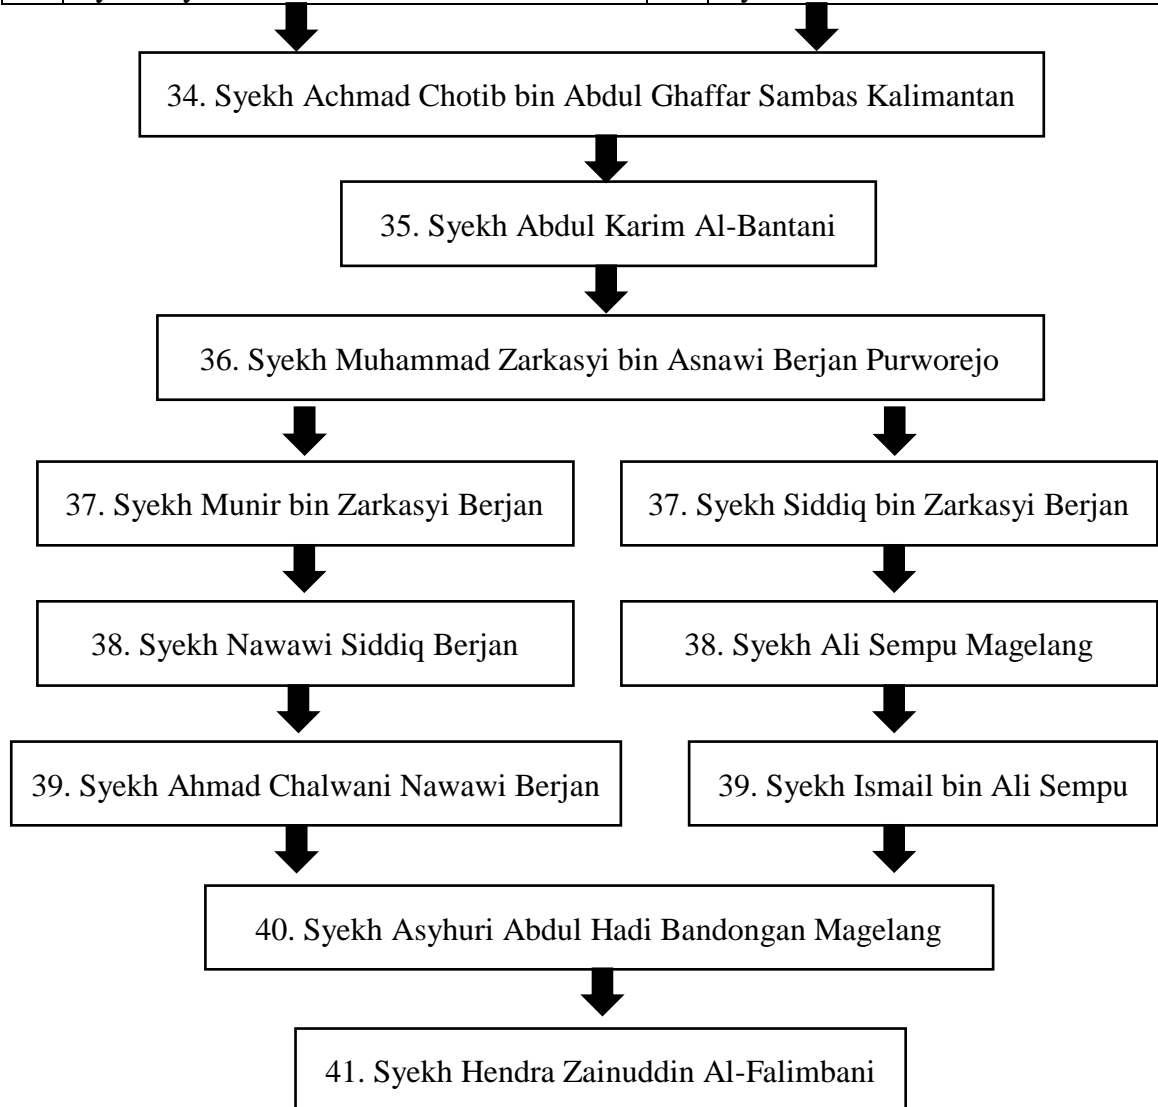 34. Syekh Achmad Chotib bin Abdul Ghaffar Sambas Kalimantan
35. Syekh Abdul Karim Al-Bantani
36. Syekh Muhammad Zarkasyi bin Asnawi Berjan Purworejo
37. Syekh Munir bin Zarkasyi Berjan
37. Syekh Siddiq bin Zarkasyi Berjan
38. Syekh Nawawi Siddiq Berjan
38. Syekh Ali Sempu Magelang
39. Syekh Ahmad Chalwani Nawawi Berjan
39. Syekh Ismail bin Ali Sempu
40. Syekh Asyhuri Abdul Hadi Bandongan Magelang
41. Syekh Hendra Zainuddin Al-Falimbani